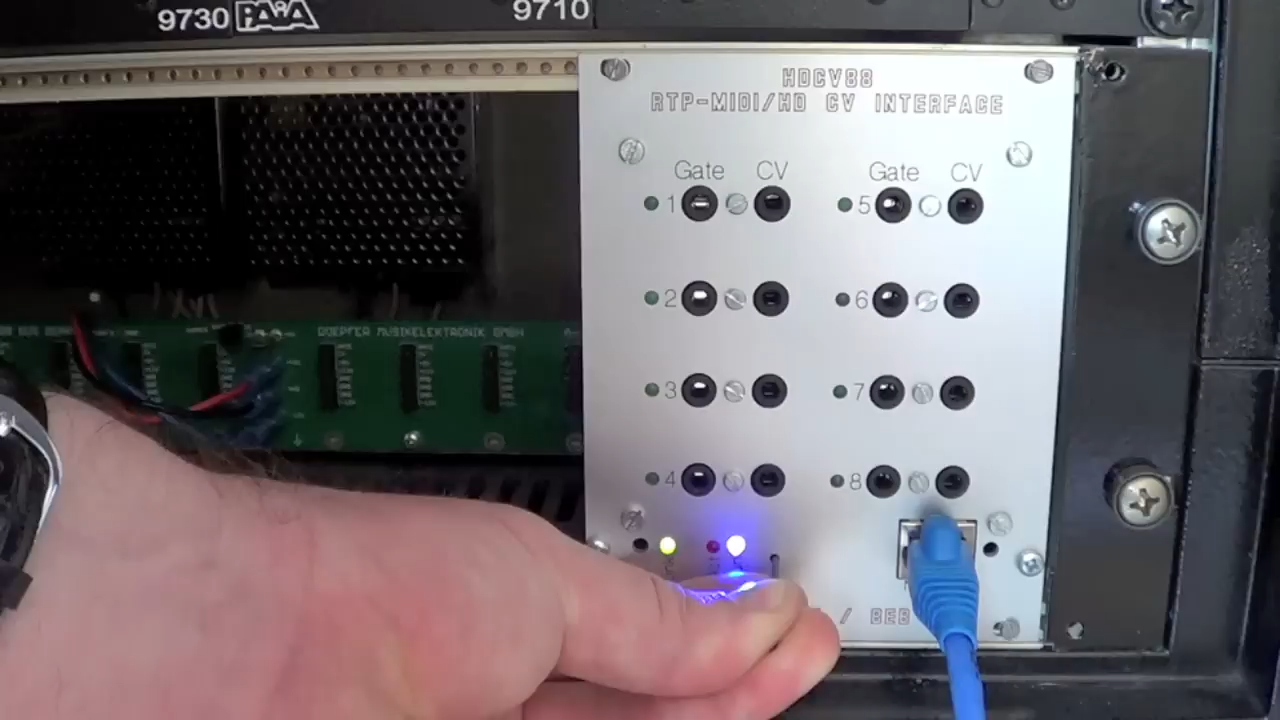 9730 PAiA 9710
HDCV88
RTP-MIDI/HD CV INTERFACE
Gate CV Gate CV
1 5
2 6
DOEPFER MUSIKELEKTRONIK GMBH
3 7
4 8
/ BEB